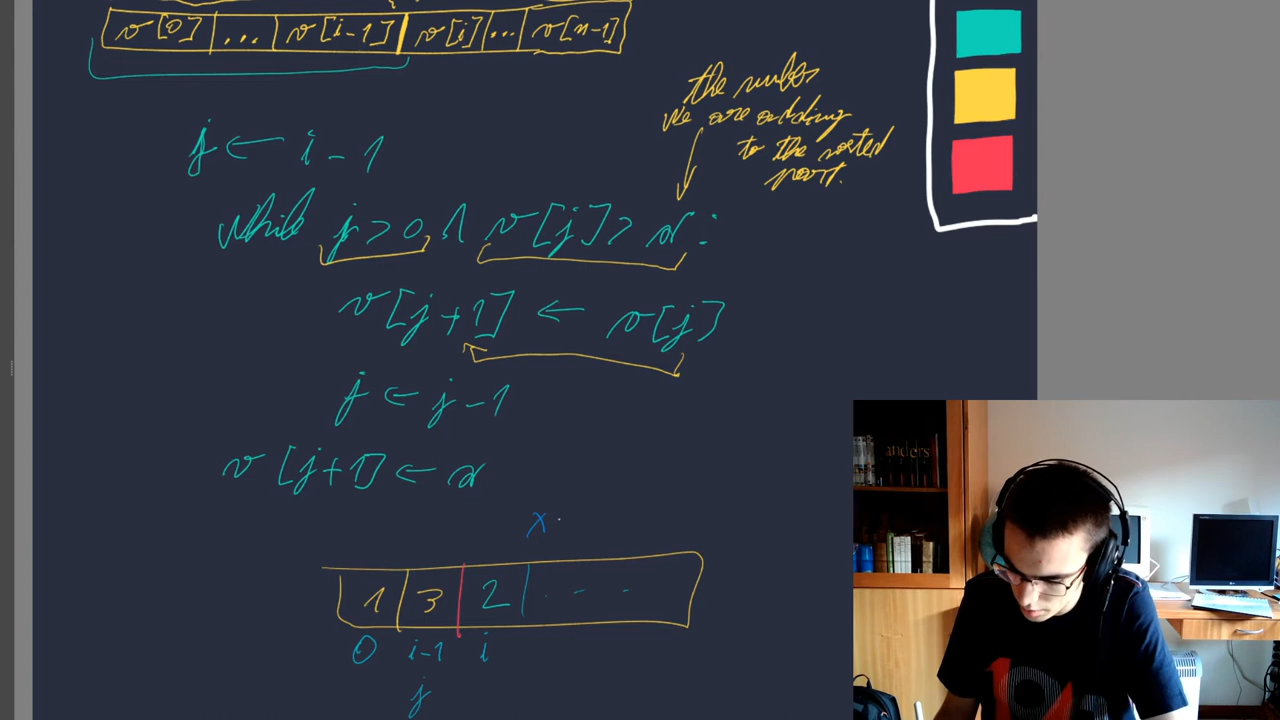 v[0] ... v[i-1] v[i] ... v[n-1]
the number
we are adding
to the sorted
part.
j ← i - 1
While j > 0 ∧ v[j] > x :
v[j+1] ← v[j]
j ← j - 1
v[j+1] ← x
x
1 3 2 . - -
0 i-1 i
j
anders